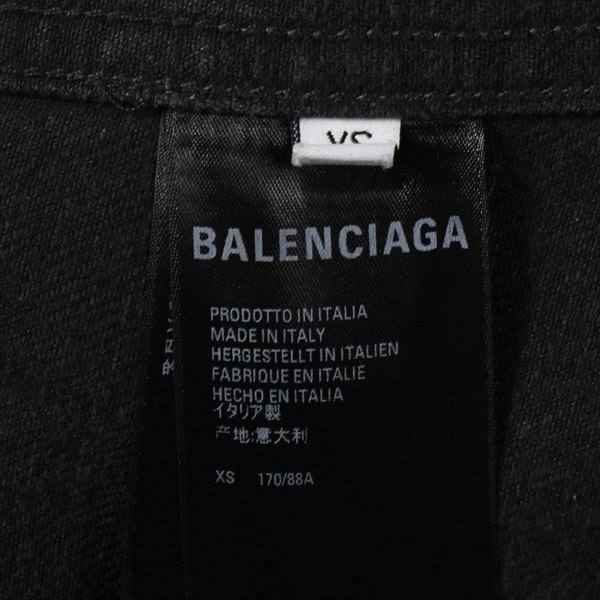 XS
BALENCIAGA
PRODOTTO IN ITALIA
MADE IN ITALY
HERGESTELLT IN ITALIEN
FABRIQUE EN ITALIE
HECHO EN ITALIA
イタリア製
产地:意大利
XS 170/88A